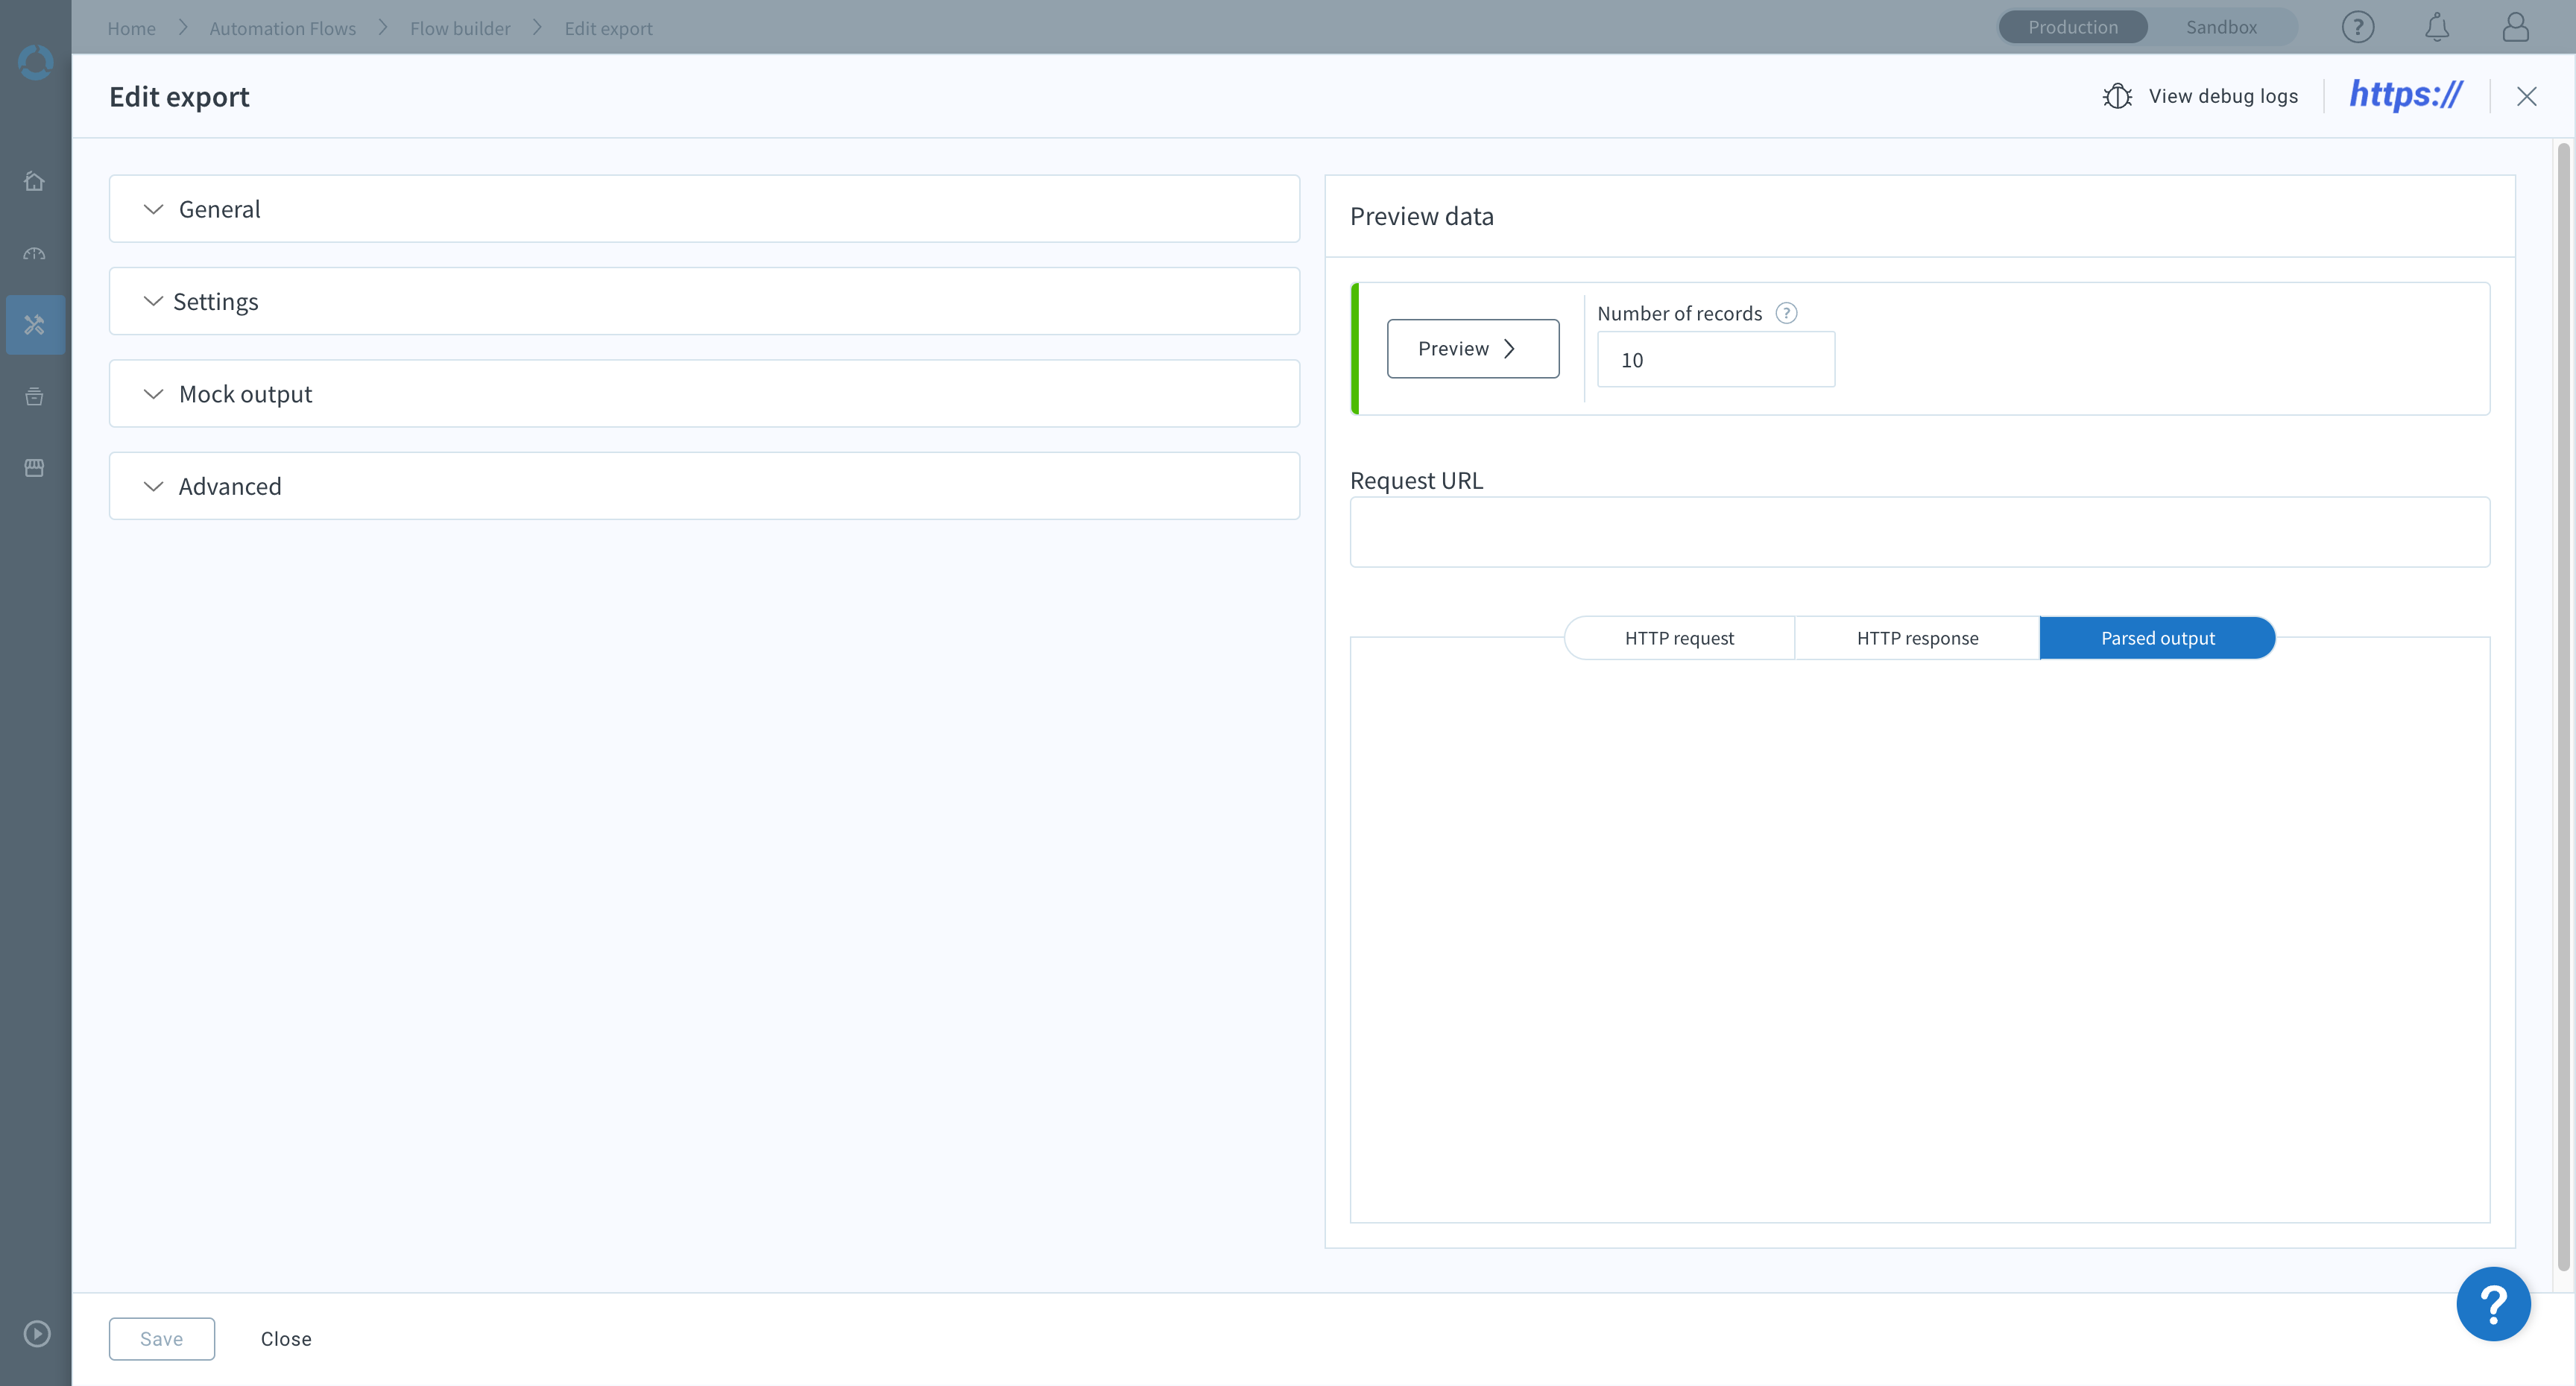 Home Automation Flows Flow builder Edit export Production Sandbox ?
Edit export View debug logs https://
General
Settings
Mock output
Advanced
Preview data
Preview
Number of records ?
10
Request URL
HTTP request HTTP response Parsed output
Save Close
?